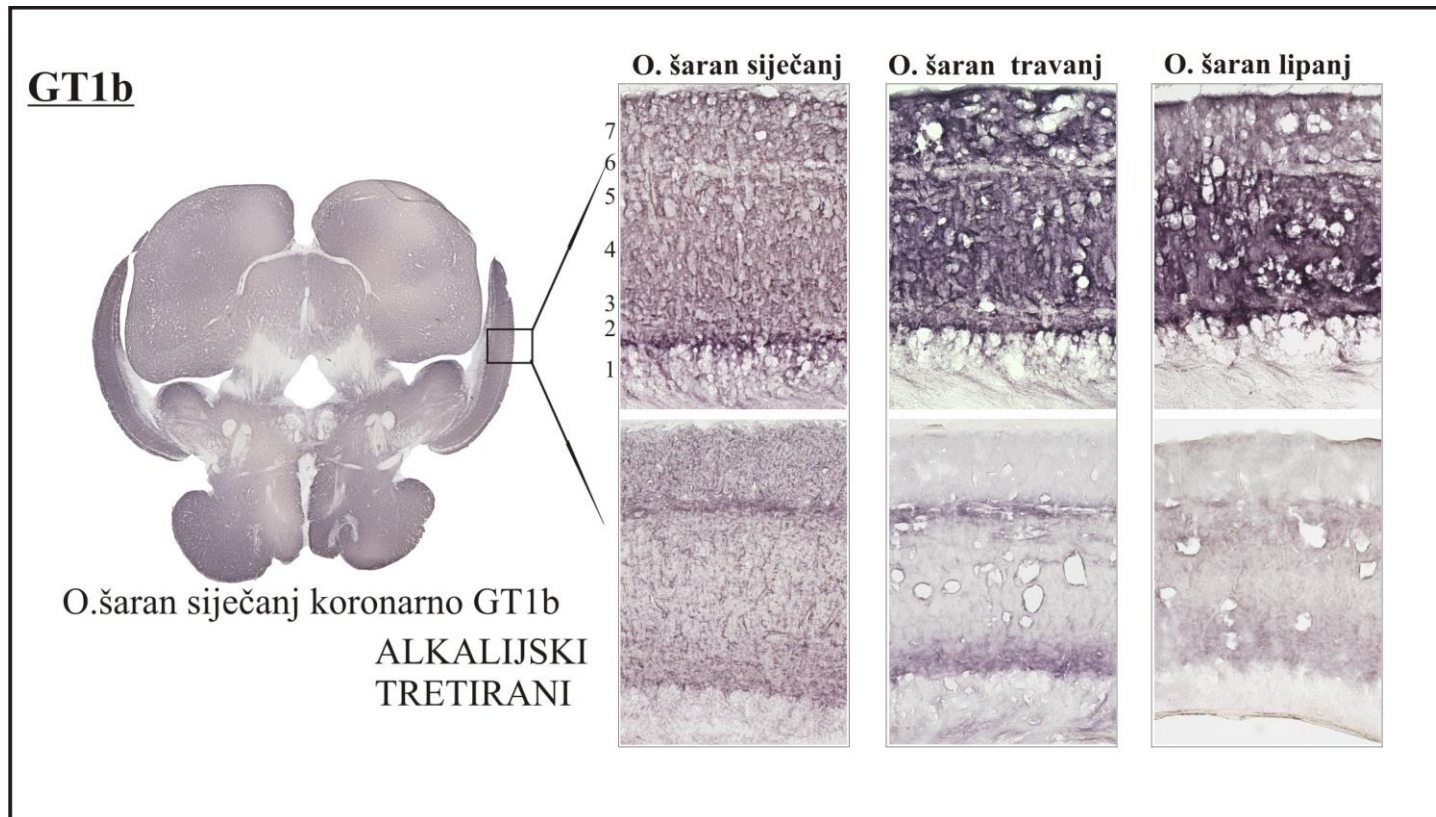 GT1b
O. šaran siječanj
O. šaran travanj
O. šaran lipanj
7
6
5
4
3
2
1
O.šaran siječanj koronarno GT1b
ALKALIJSKI
TRETIRANI